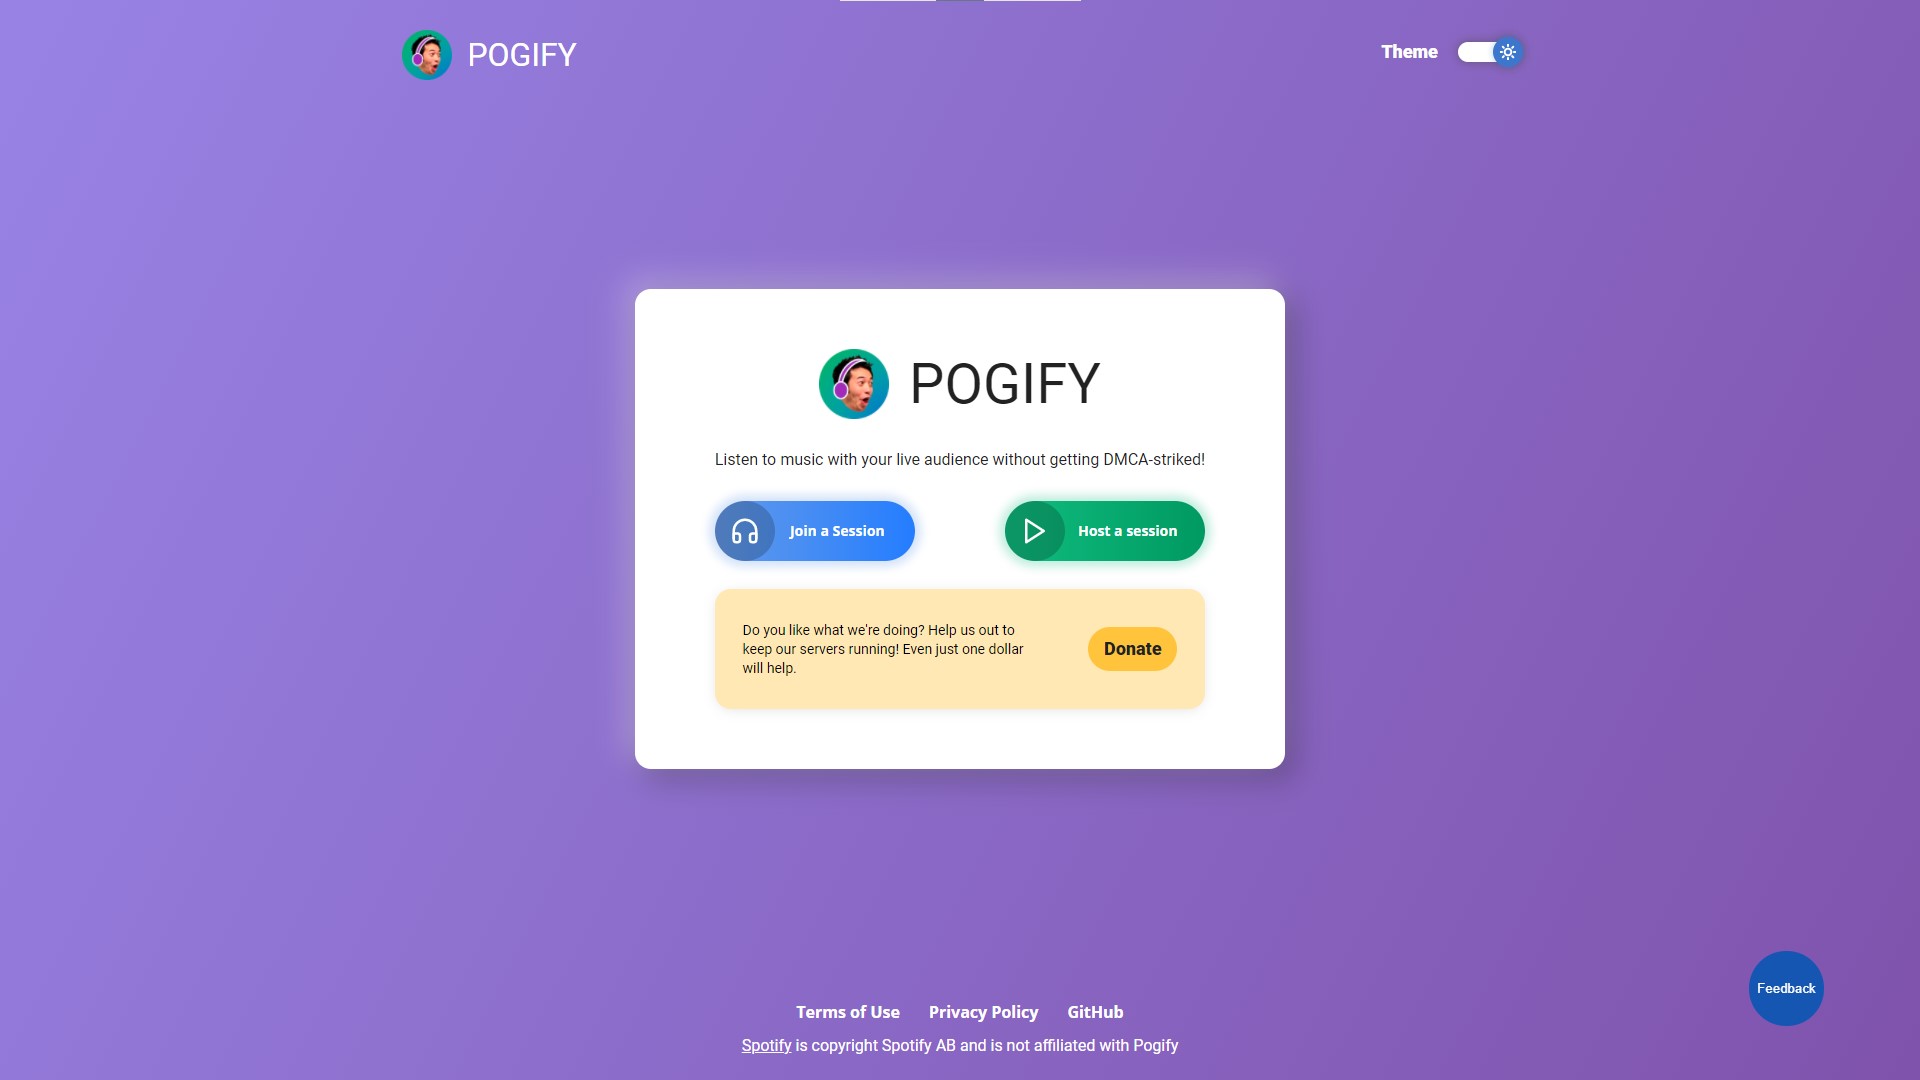 POGIFY
Theme
POGIFY
Listen to music with your live audience without getting DMCA-striked!
Join a Session
Host a session
Do you like what we're doing? Help us out to
keep our servers running! Even just one dollar
will help.
Donate
Feedback
Terms of Use
Privacy Policy
GitHub
Spotify is copyright Spotify AB and is not affiliated with Pogify